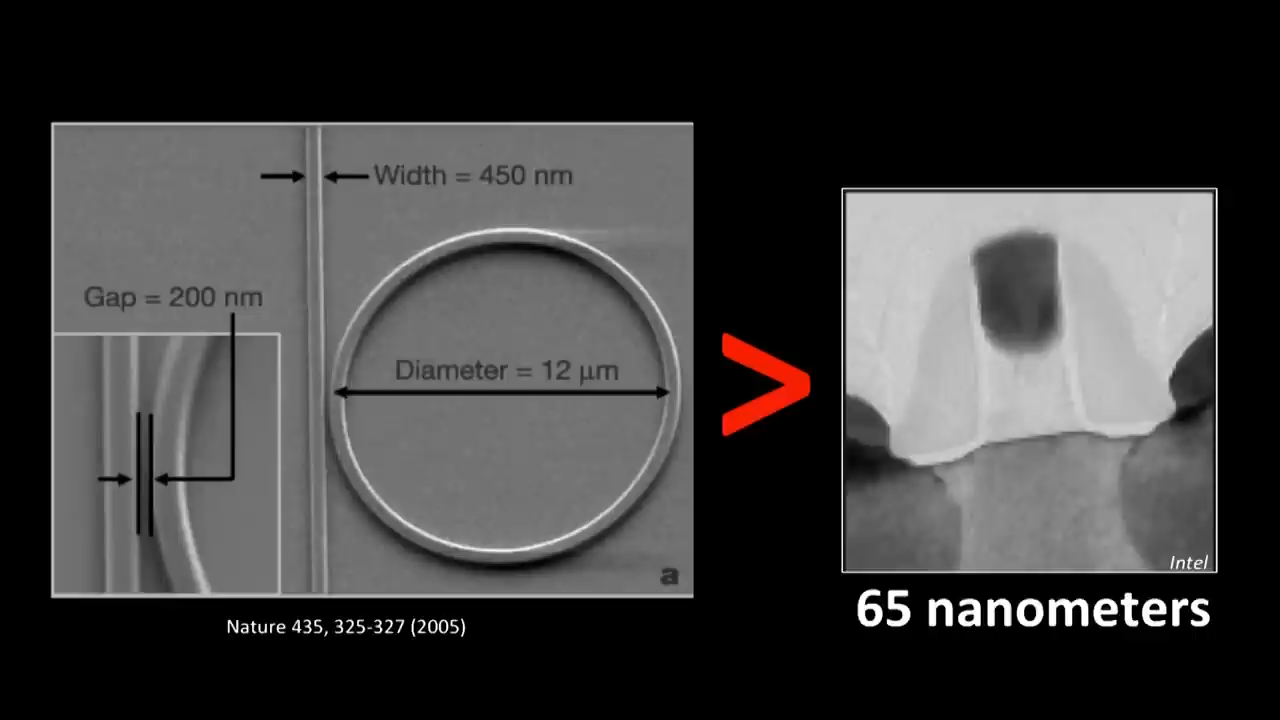 Width = 450 nm
Gap = 200 nm
Diameter = 12 μm
a
Nature 435, 325-327 (2005)
>
Intel
65 nanometers